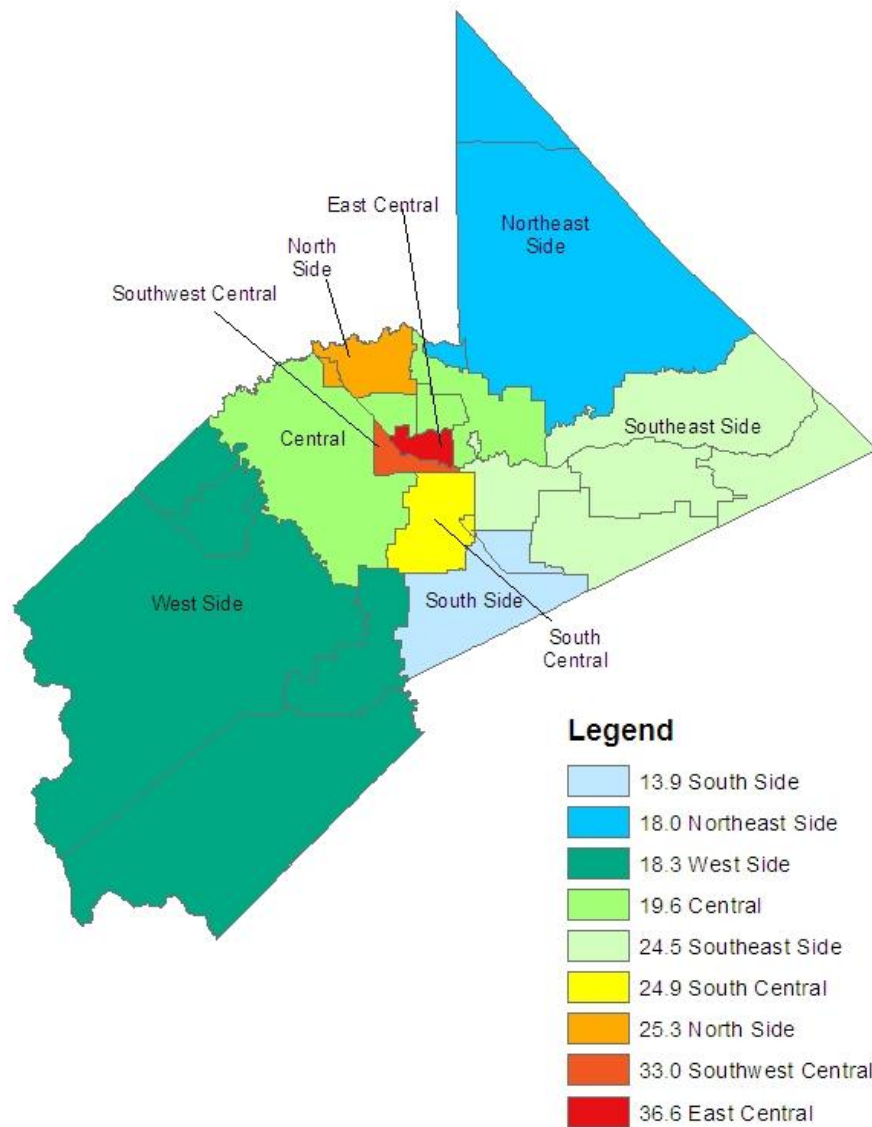 East Central
Northeast
Side
North
Side
Southwest Central
Southeast Side
Central
West Side
South Side
South
Central
Legend
13.9 South Side
18.0 Northeast Side
18.3 West Side
19.6 Central
24.5 Southeast Side
24.9 South Central
25.3 North Side
33.0 Southwest Central
36.6 East Central